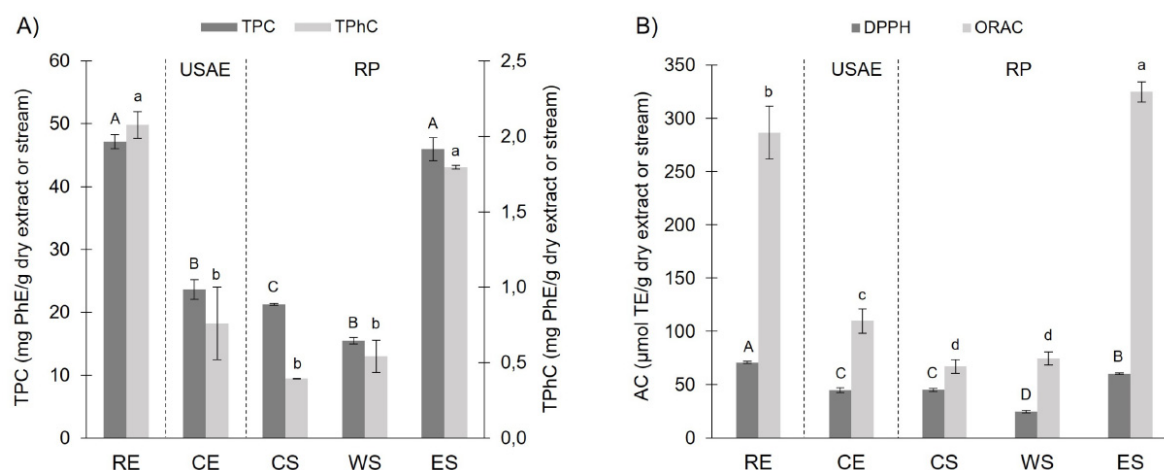 A)
TPC TPhC
USAE RP
TPC (mg PhE/g dry extract or stream)
60
50
40
30
20
10
0
A a
B b
C b
B b
A a
RE CE CS WS ES
2,5
2,0
1,5
1,0
0,5
0,0
TPhC (mg PhE/g dry extract or stream)
B)
DPPH ORAC
USAE RP
AC (µmol TE/g dry extract or stream)
350
300
250
200
150
100
50
0
A b
C c
C d
D d
B a
RE CE CS WS ES